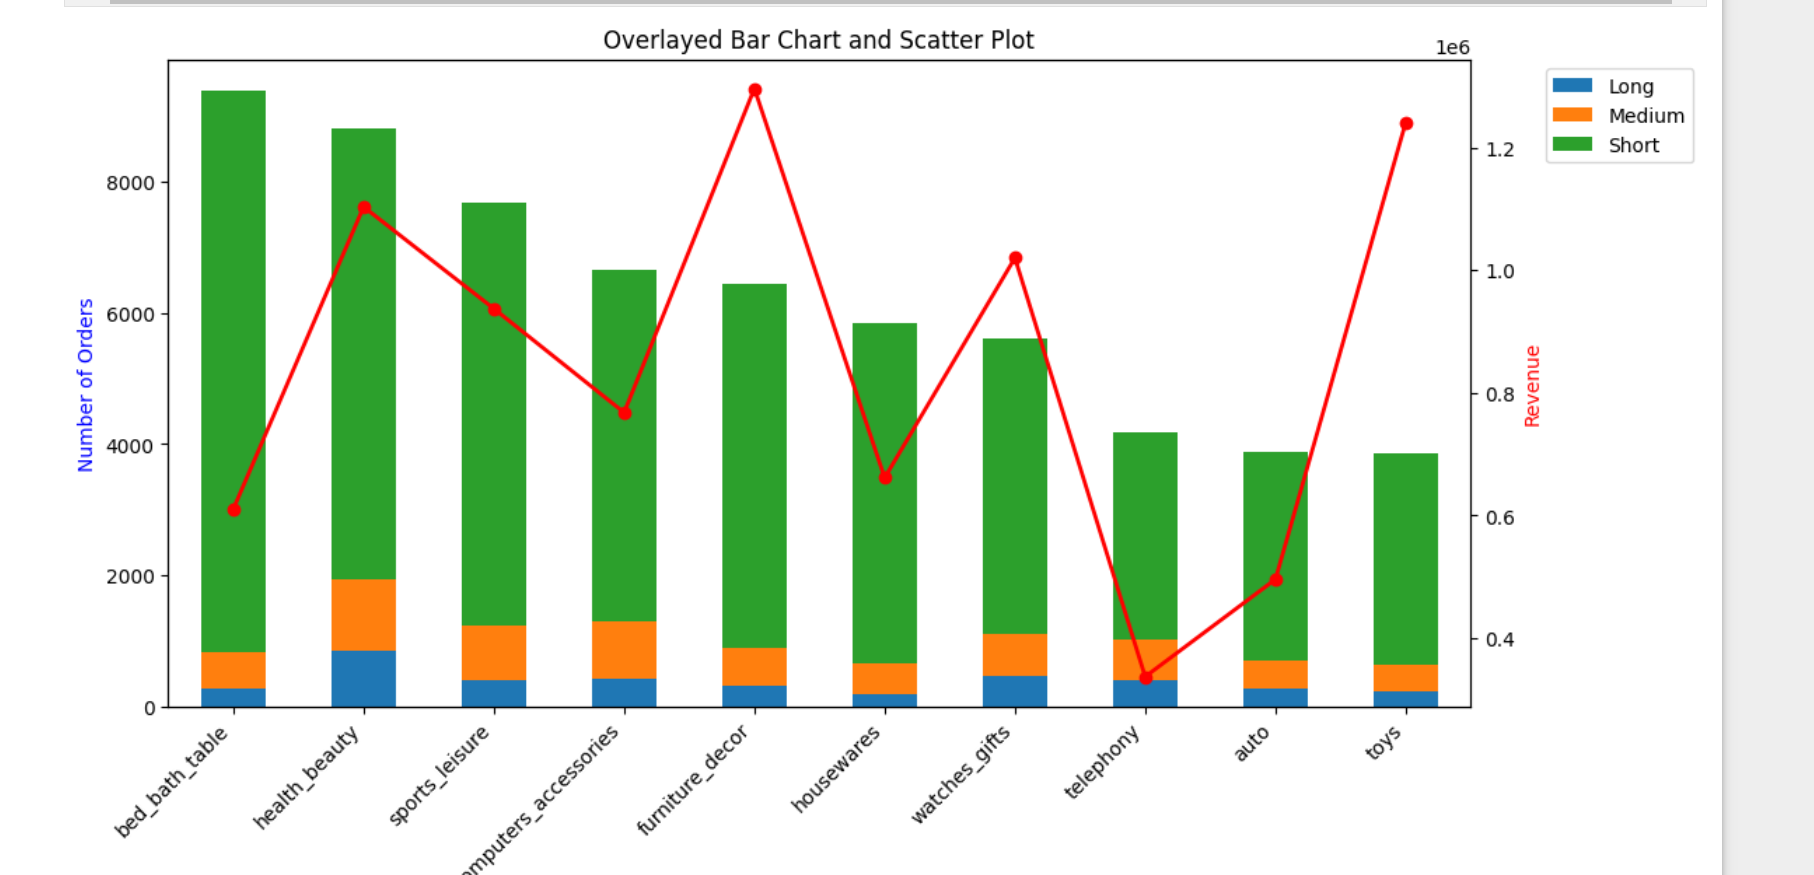 Overlayed Bar Chart and Scatter Plot
1e6
Long
Medium
Short
8000
6000
4000
2000
0
Number of Orders
1.2
1.0
0.8
0.6
0.4
Revenue
bed_bath_table
health_beauty
sports_leisure
omputers_accessories
furniture_decor
housewares
watches_gifts
telephony
auto
toys